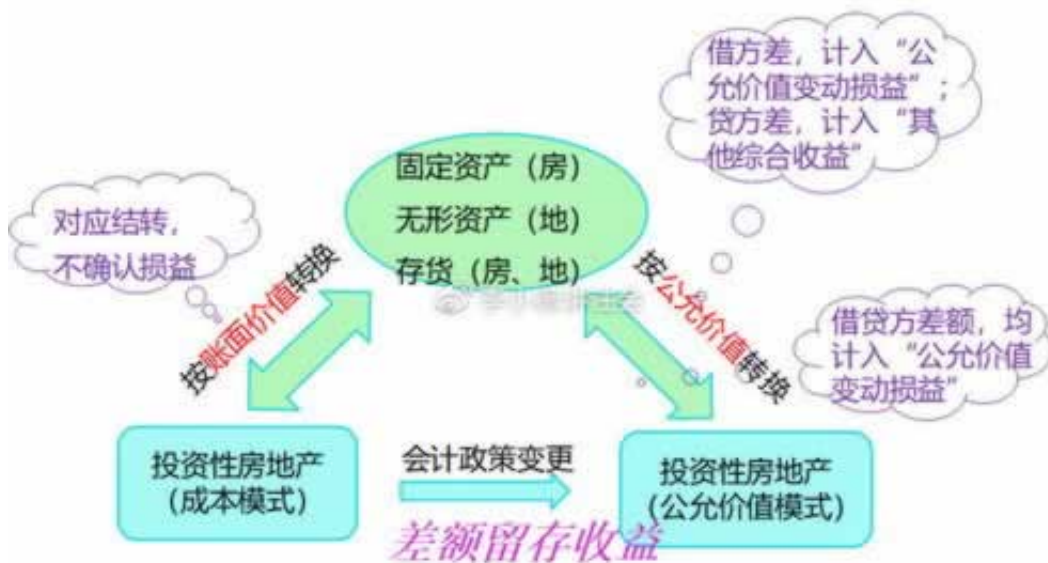 借方差，计入“公
允价值变动损益”；
贷方差，计入“其
他综合收益”
固定资产（房）
无形资产（地）
存货（房、地）
对应结转，
不确认损益
按账面价值转换
按公允价值转换
借贷方差额，均
计入“公允价值
变动损益”
投资性房地产
（成本模式）
会计政策变更
投资性房地产
（公允价值模式）
差额留存收益